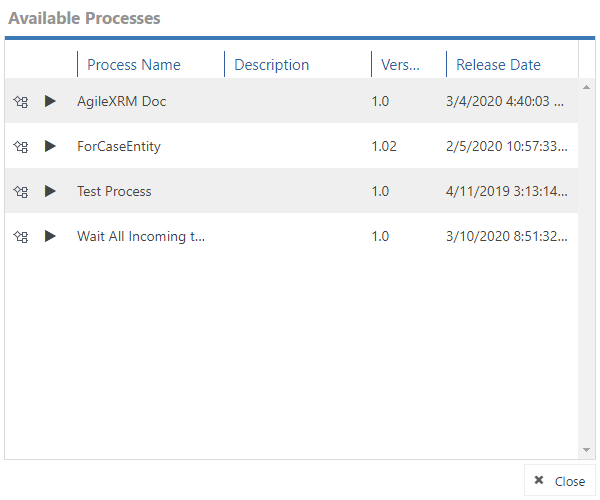 Available Processes
Process Name Description Vers... Release Date
AgileXRM Doc 1.0 3/4/2020 4:40:03 ...
ForCaseEntity 1.02 2/5/2020 10:57:33...
Test Process 1.0 4/11/2019 3:13:14...
Wait All Incoming t... 1.0 3/10/2020 8:51:32...
Close